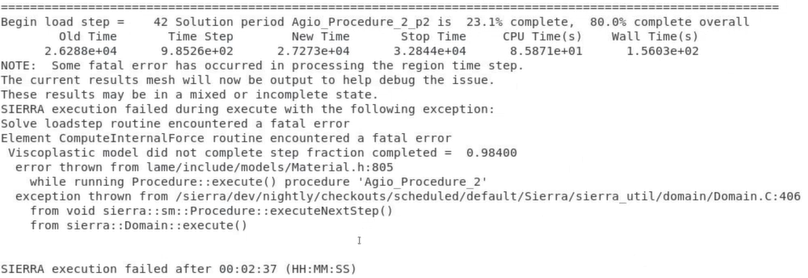 ================================================================================
Begin load step =    42 Solution period Agio_Procedure_2_p2 is  23.1% complete,  80.0% complete overall
Old Time       Time Step        New Time       Stop Time     CPU Time(s)    Wall Time(s)
2.6288e+04      9.8526e+02      2.7273e+04      3.2844e+04      8.5871e+01      1.5603e+02
NOTE:  Some fatal error has occurred in processing the region time step.
The current results mesh will now be output to help debug the issue.
These results may be in a mixed or incomplete state.
SIERRA execution failed during execute with the following exception:
Solve loadstep routine encountered a fatal error
Element ComputeInternalForce routine encountered a fatal error
Viscoplastic model did not complete step fraction completed =  0.98400
error thrown from lame/include/models/Material.h:805
while running Procedure::execute() procedure 'Agio_Procedure_2'
exception thrown from /sierra/dev/nightly/checkouts/scheduled/default/Sierra/sierra_util/domain/Domain.C:406
from void sierra::sm::Procedure::executeNextStep()
from sierra::Domain::execute()
SIERRA execution failed after 00:02:37 (HH:MM:SS)